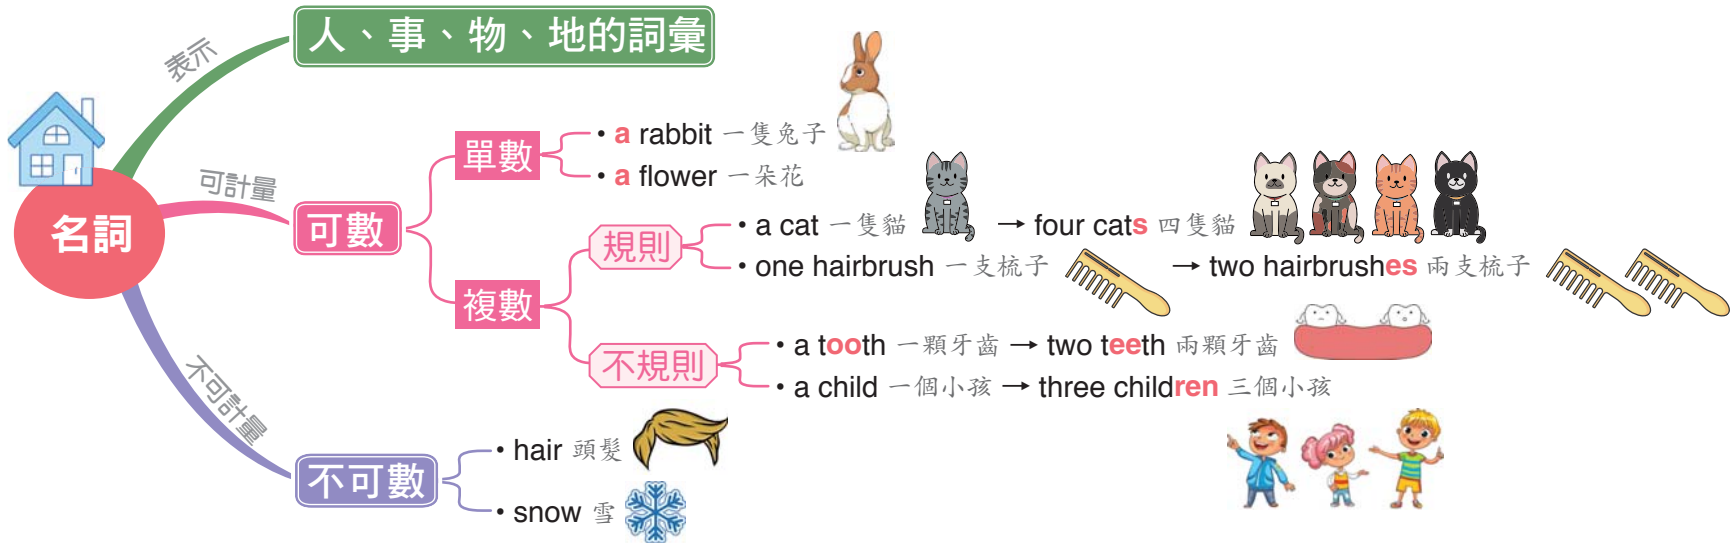 表示
人、事、物、地的詞彙
名詞
可計量
可數
單數
• a rabbit 一隻兔子
• a flower 一朵花
複數
規則
• a cat 一隻貓 → four cats 四隻貓
• one hairbrush 一支梳子 → two hairbrushes 兩支梳子
不規則
• a tooth 一顆牙齒 → two teeth 兩顆牙齒
• a child 一個小孩 → three children 三個小孩
不可計量
不可數
• hair 頭髮
• snow 雪